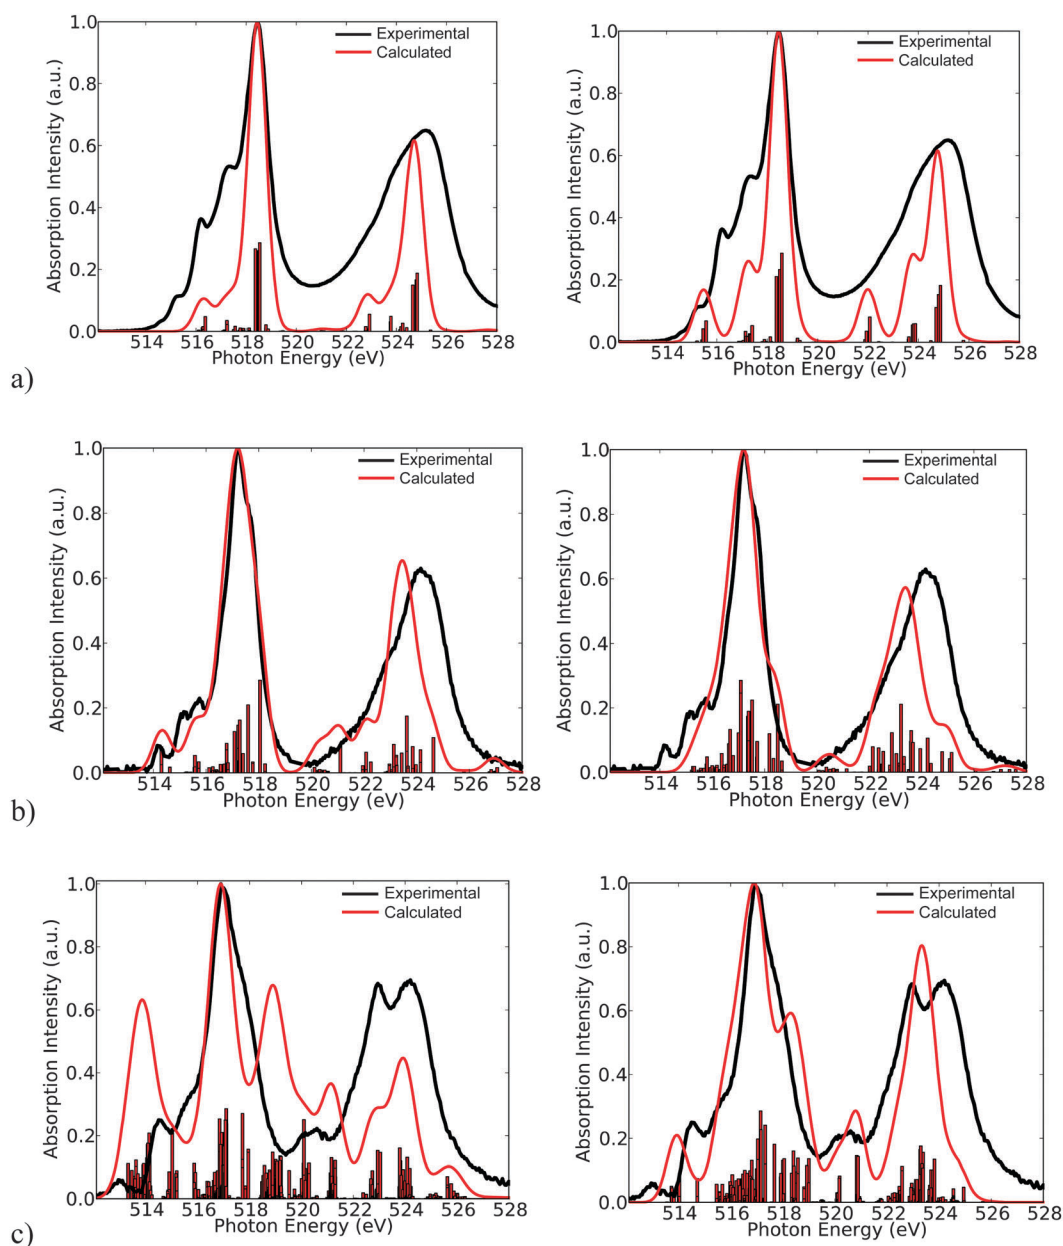 1.0
0.8
0.6
0.4
0.2
0.0
Absorption Intensity (a.u.)
Experimental
Calculated
514 516 518 520 522 524 526 528
Photon Energy (eV)
1.0
0.8
0.6
0.4
0.2
0.0
Absorption Intensity (a.u.)
Experimental
Calculated
514 516 518 520 522 524 526 528
Photon Energy (eV)
a)
1.0
0.8
0.6
0.4
0.2
0.0
Absorption Intensity (a.u.)
Experimental
Calculated
514 516 518 520 522 524 526 528
Photon Energy (eV)
1.0
0.8
0.6
0.4
0.2
0.0
Absorption Intensity (a.u.)
Experimental
Calculated
514 516 518 520 522 524 526 528
Photon Energy (eV)
b)
1.0
0.8
0.6
0.4
0.2
0.0
Absorption Intensity (a.u.)
Experimental
Calculated
514 516 518 520 522 524 526 528
Photon Energy (eV)
1.0
0.8
0.6
0.4
0.2
0.0
Absorption Intensity (a.u.)
Experimental
Calculated
514 516 518 520 522 524 526 528
Photon Energy (eV)
c)